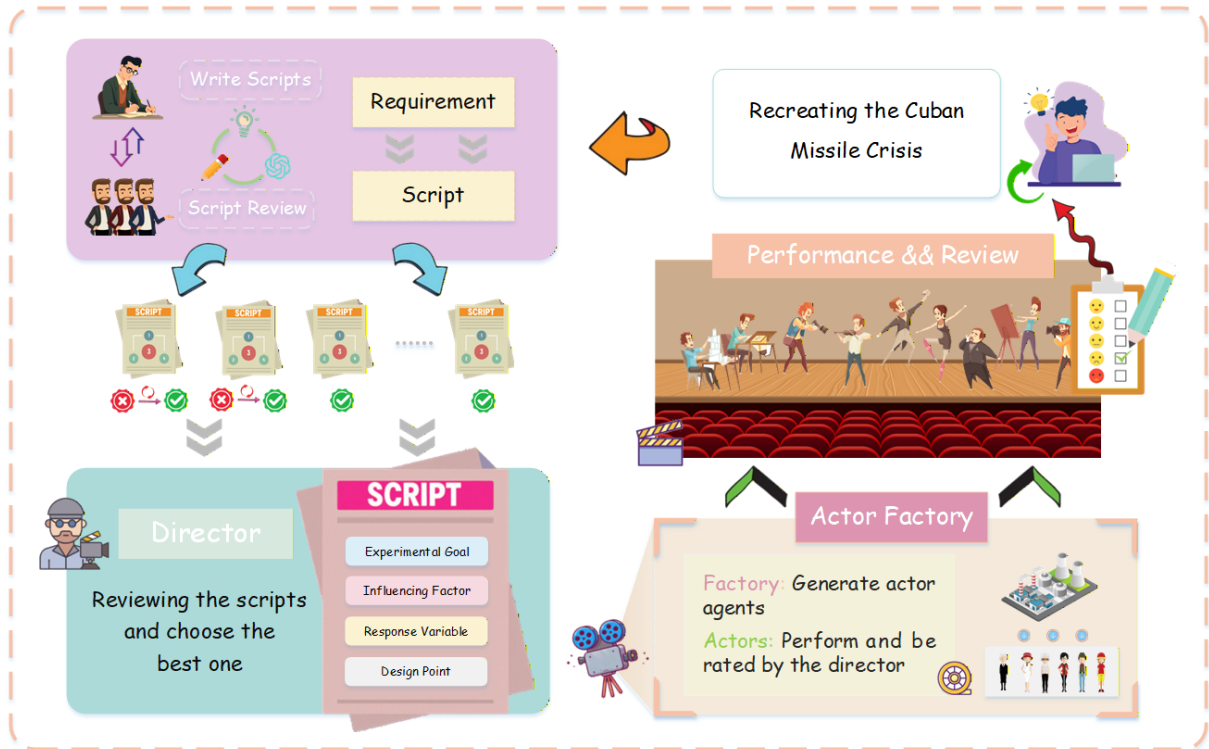 Write Scripts
Script Review
Requirement
Script
Recreating the Cuban
Missile Crisis
Performance && Review
SCRIPT
SCRIPT
SCRIPT
SCRIPT
......
Director
Reviewing the scripts
and choose the
best one
SCRIPT
Experimental Goal
Influencing Factor
Response Variable
Design Point
Actor Factory
Factory: Generate actor
agents
Actors: Perform and be
rated by the director